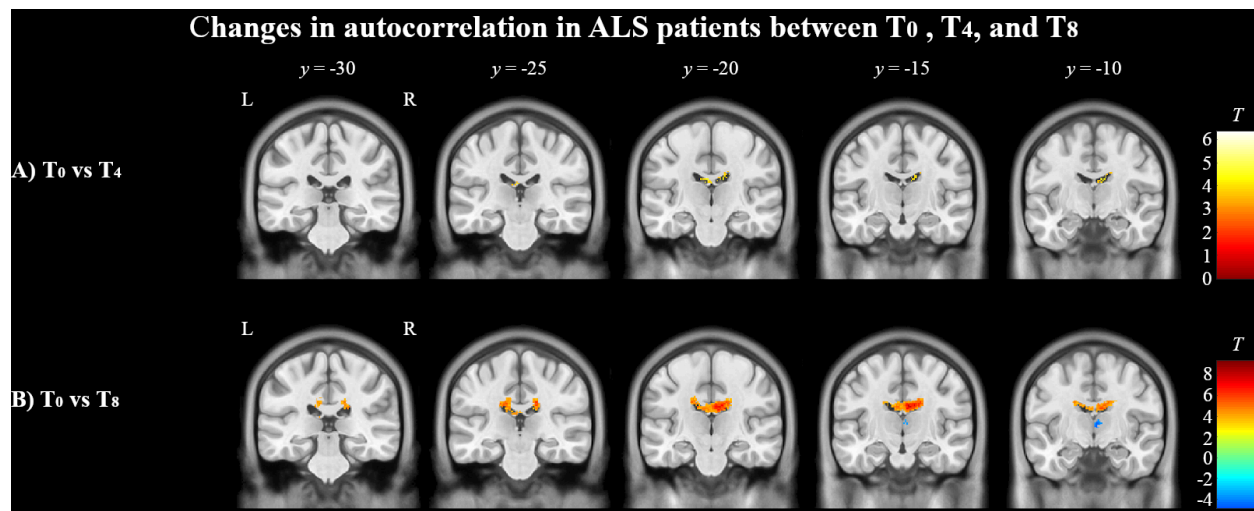 Changes in autocorrelation in ALS patients between T0 , T4, and T8
y = -30 y = -25 y = -20 y = -15 y = -10
L R
T
6
5
4
3
2
1
0
A) T0 vs T4
L R
T
8
6
4
2
0
-2
-4
B) T0 vs T8